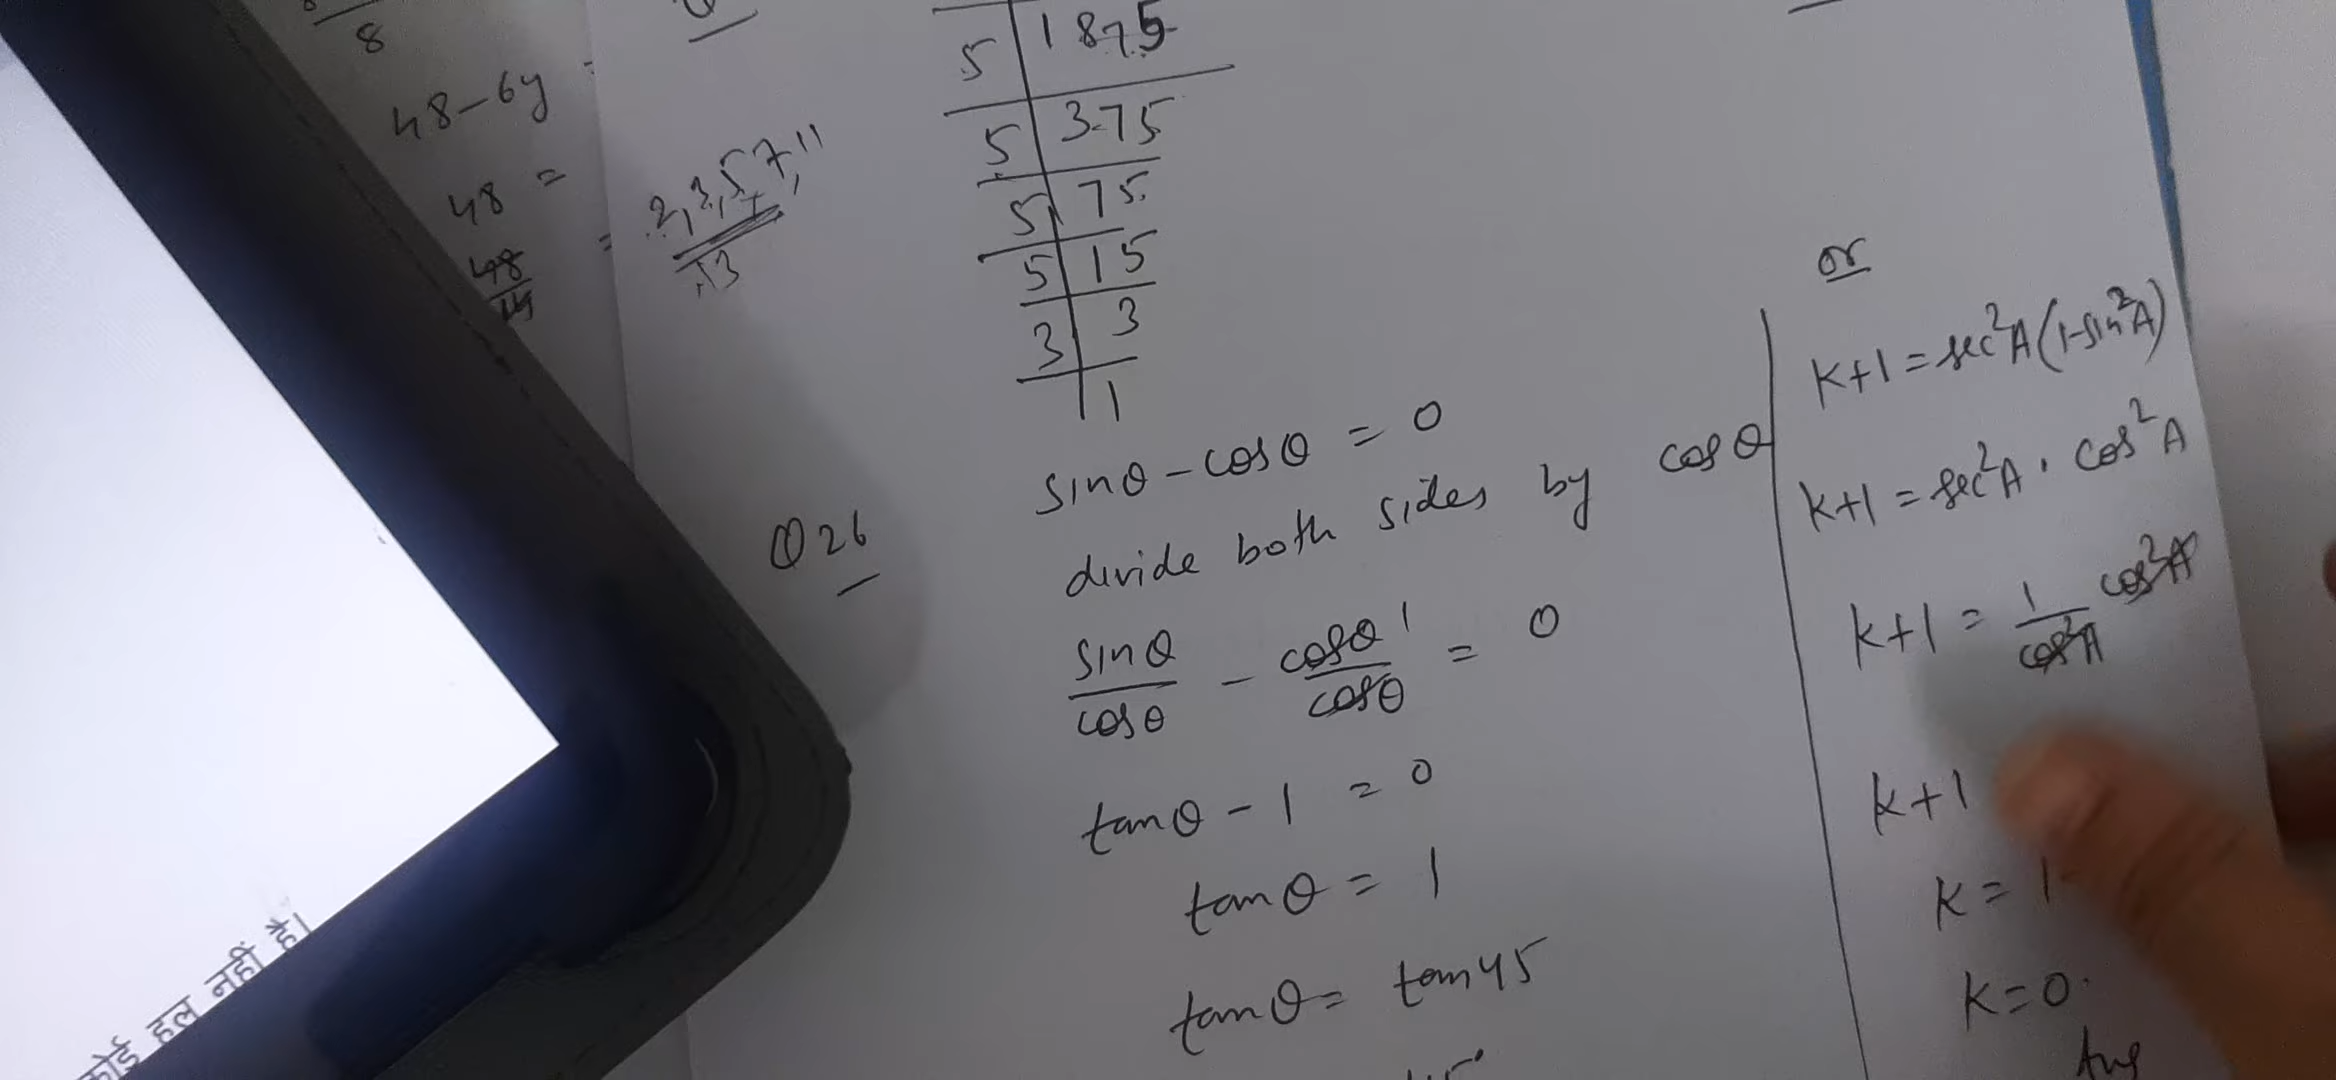 8
48-6y =
48 =
48
14
=
2,3,5,7,11
13
5 | 1875
5 | 375
5 | 75
5 | 15
3 | 3
1
Q26
sinθ - cosθ = 0
divide both sides by cosθ
sinθ/cosθ - cosθ/cosθ 1 = 0
tanθ - 1 = 0
tanθ = 1
tanθ = tan45
or
k+1 = sec²A(1-sin²A)
k+1 = sec²A . cos²A
k+1 = 1/cos²A cos²A
k+1
k = 1-
k=0.
Ans
कोई हल नहीं है।